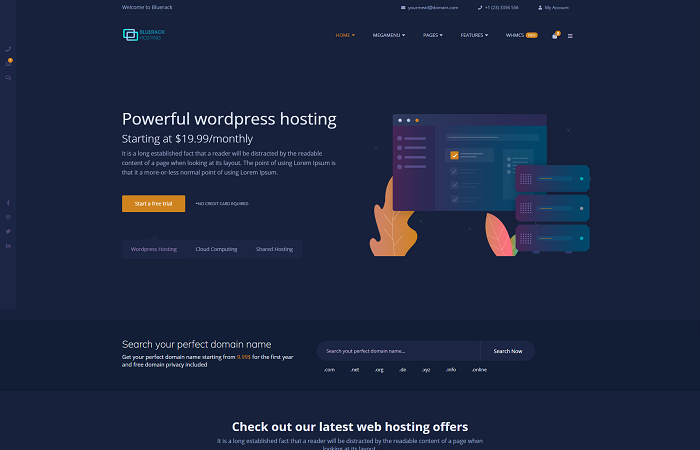 Welcome to Bluerack
yourmeail@domain.com
+1 (23) 3356 556
My Account
BLUERACK
HOSTING
HOME
MEGAMENU
PAGES
FEATURES
WHMCS
Powerful wordpress hosting
Starting at $19.99/monthly
It is a long established fact that a reader will be distracted by the readable
content of a page when looking at its layout. The point of using Lorem Ipsum is
that it a more-or-less normal point of using Lorem Ipsum.
Start a free trial
*NO CREDIT CARD RQUIRED
Wordpress Hosting
Cloud Computing
Shared Hosting
Search your perfect domain name
Get your perfect domain name starting from 9.99$ for the first year
and free domain privacy included
Search yout perfect domain name...
Search Now
.com
.net
.org
.de
.xyz
.info
.online
Check out our latest web hosting offers
It is a long established fact that a reader will be distracted by the readable content of a page when
looking at its layout.